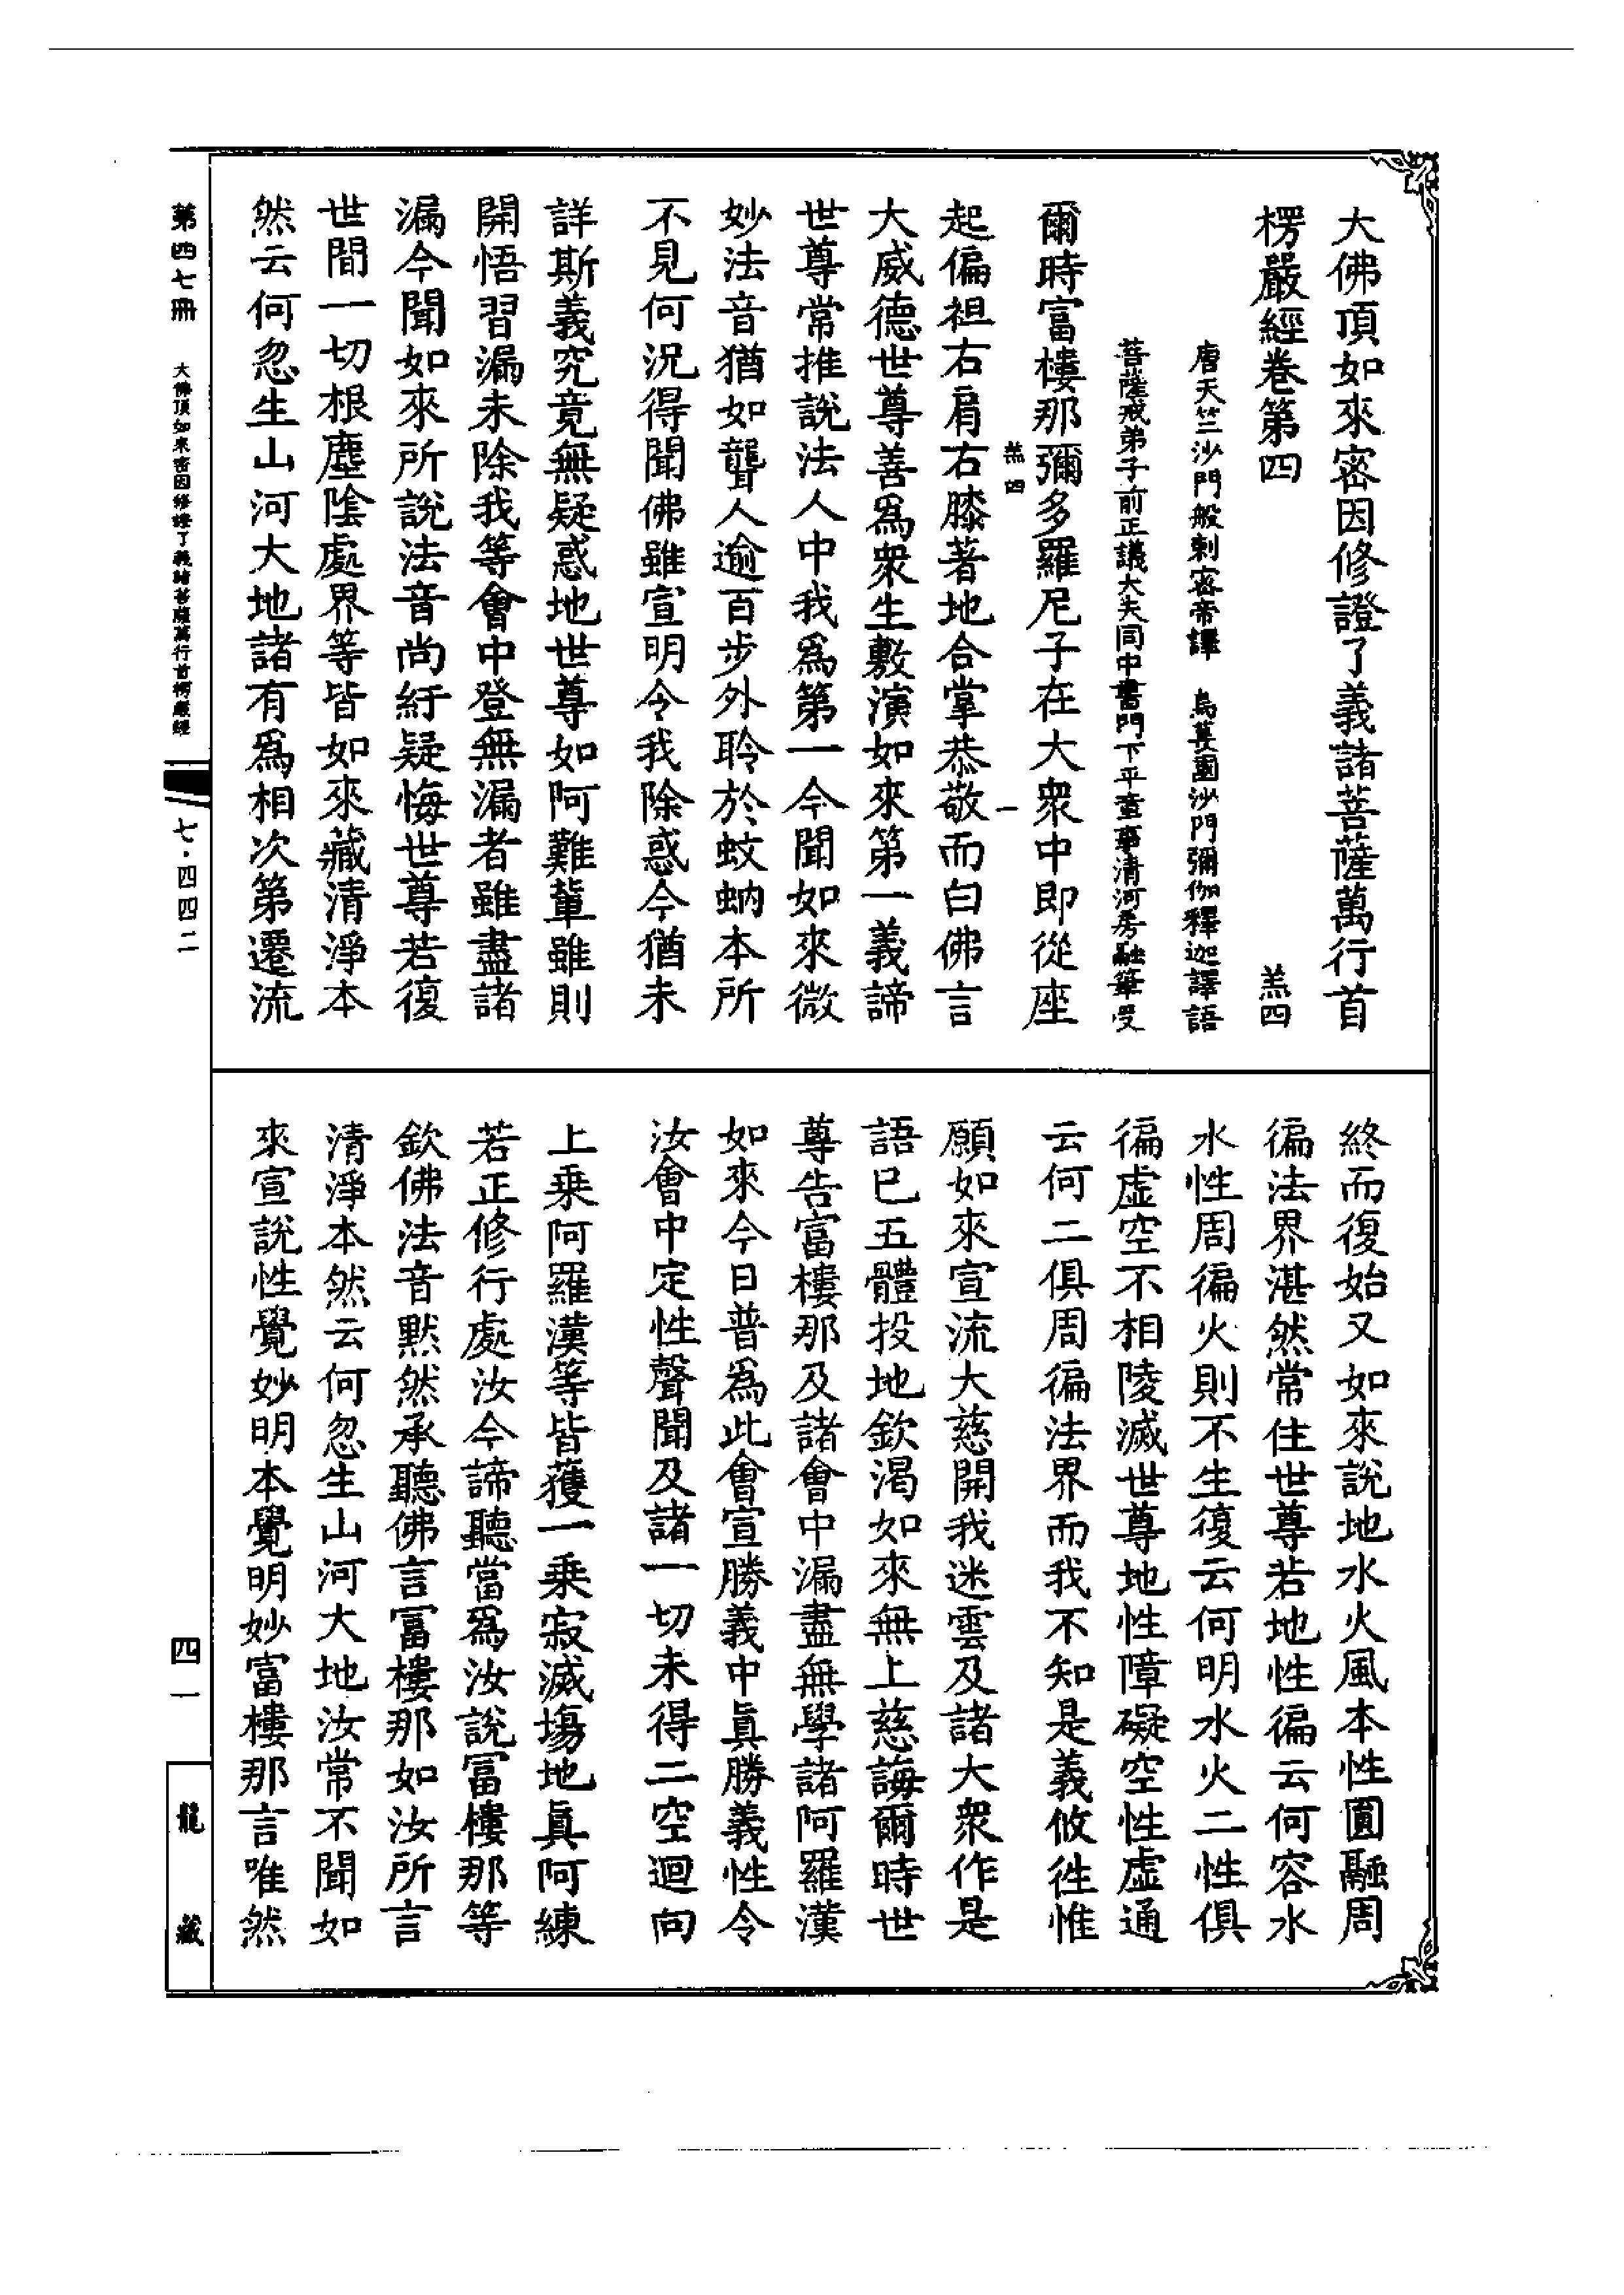 大佛頂如來密因修證了義諸菩薩萬行首
楞嚴經卷第四 羔四
唐天竺沙門般剌密帝譯 烏萇國沙門彌伽釋迦譯語
菩薩戒弟子前正議大夫同中書門下平章事清河房融筆受
爾時富樓那彌多羅尼子在大衆中即從座
羔四 一
起偏袒右肩右膝著地合掌恭敬而白佛言
大威德世尊善爲衆生敷演如來第一義諦
世尊常推說法人中我爲第一今聞如來微
妙法音猶如聾人逾百步外聆於蚊蚋本所
不見何況得聞佛雖宣明令我除惑今猶未
詳斯義究竟無疑惑地世尊如阿難輩雖則
開悟習漏未除我等會中登無漏者雖盡諸
漏今聞如來所說法音尚紆疑悔世尊若復
世間一切根塵陰處界等皆如來藏清淨本
然云何忽生山河大地諸有爲相次第遷流
終而復始又如來說地水火風本性圓融周
徧法界湛然常住世尊若地性徧云何容水
水性周徧火則不生復云何明水火二性俱
徧虛空不相陵滅世尊地性障礙空性虛通
云何二俱周徧法界而我不知是義攸徃惟
願如來宣流大慈開我迷雲及諸大衆作是
語已五體投地欽渴如來無上慈誨爾時世
尊告富樓那及諸會中漏盡無學諸阿羅漢
如來今日普爲此會宣勝義中眞勝義性令
汝會中定性聲聞及諸一切未得二空迴向
上乘阿羅漢等皆獲一乘寂滅塲地眞阿練
若正修行處汝今諦聽當爲汝說富樓那等
欽佛法音默然承聽佛言富樓那如汝所言
清淨本然云何忽生山河大地汝常不聞如
來宣說性覺妙明本覺明妙富樓那言唯然
第四七冊 大佛頂如來密因修證了義諸菩薩萬行首楞嚴經
七·四四二
四一
龍藏